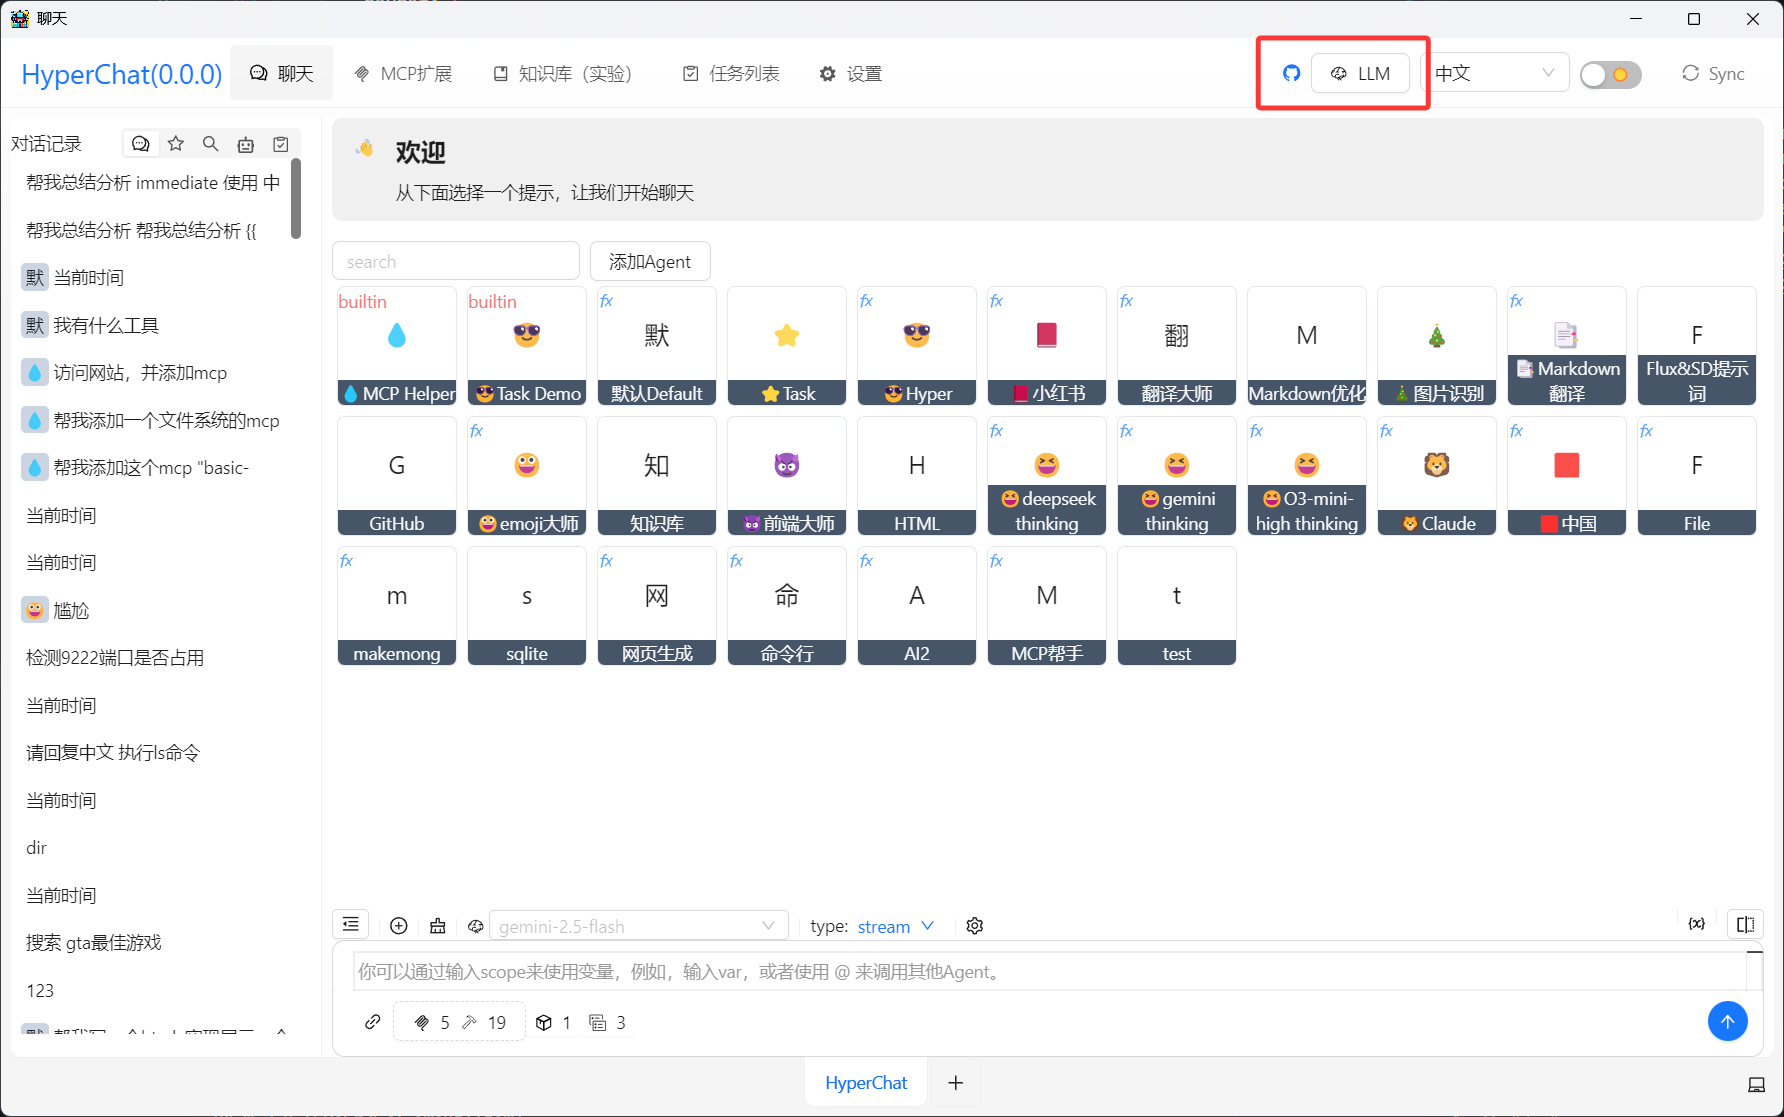 聊天
HyperChat(0.0.0)
聊天
MCP扩展
知识库（实验）
任务列表
设置
LLM
中文
Sync
对话记录
帮我总结分析 immediate 使用 中
帮我总结分析 帮我总结分析 {{
默 当前时间
默 我有什么工具
访问网站，并添加mcp
帮我添加一个文件系统的mcp
帮我添加这个mcp "basic-
当前时间
当前时间
尴尬
检测9222端口是否占用
当前时间
请回复中文 执行ls命令
当前时间
dir
当前时间
搜索 gta最佳游戏
123
欢迎
从下面选择一个提示，让我们开始聊天
search
添加Agent
builtin
MCP Helper
builtin
Task Demo
fx
默
默认Default
Task
fx
Hyper
fx
小红书
fx
翻
翻译大师
M
Markdown优化
图片识别
fx
Markdown
翻译
F
Flux&SD提示
词
G
GitHub
fx
emoji大师
知
知识库
前端大师
H
HTML
fx
deepseek
thinking
fx
gemini
thinking
fx
O3-mini-
high thinking
fx
Claude
fx
中国
fx
F
File
fx
m
makemong
s
sqlite
fx
网
网页生成
fx
命
命令行
fx
A
AI2
fx
M
MCP帮手
t
test
gemini-2.5-flash
type: stream
{x}
你可以通过输入scope来使用变量，例如，输入var，或者使用 @ 来调用其他Agent。
5
19
1
3
HyperChat
+